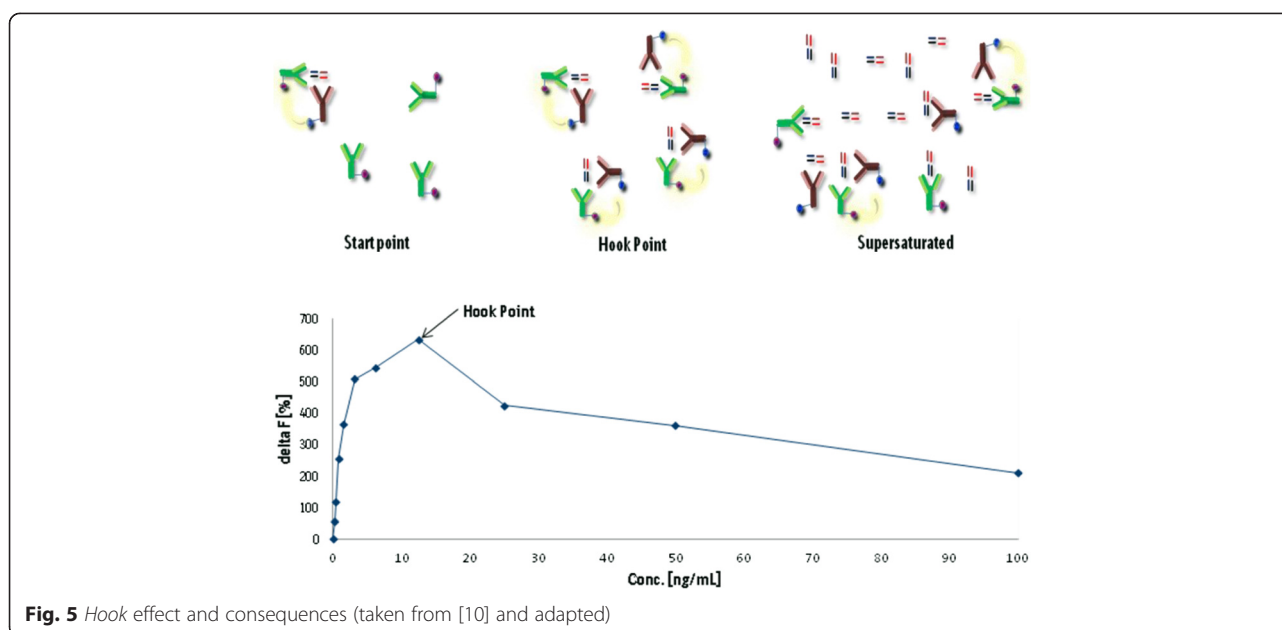 Start point
Hook Point
Supersaturated
Hook Point
700
600
500
400
300
200
100
0
delta F [%]
0 10 20 30 40 50 60 70 80 90 100
Conc. [ng/mL]
Fig. 5 Hook effect and consequences (taken from [10] and adapted)